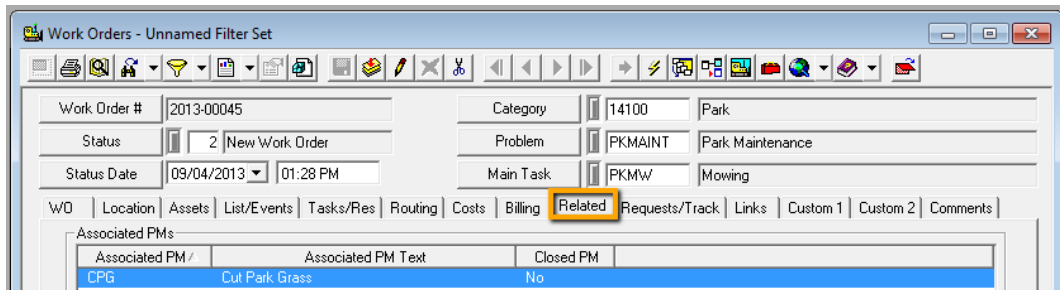 Work Orders - Unnamed Filter Set
Work Order # 2013-00045 Category 14100 Park
Status 2 New Work Order Problem PKMAINT Park Maintenance
Status Date 09/04/2013 01:28 PM Main Task PKMW Mowing
WO Location Assets List/Events Tasks/Res Routing Costs Billing Related Requests/Track Links Custom 1 Custom 2 Comments
Associated PMs
Associated PM Associated PM Text Closed PM
CPG Cut Park Grass No